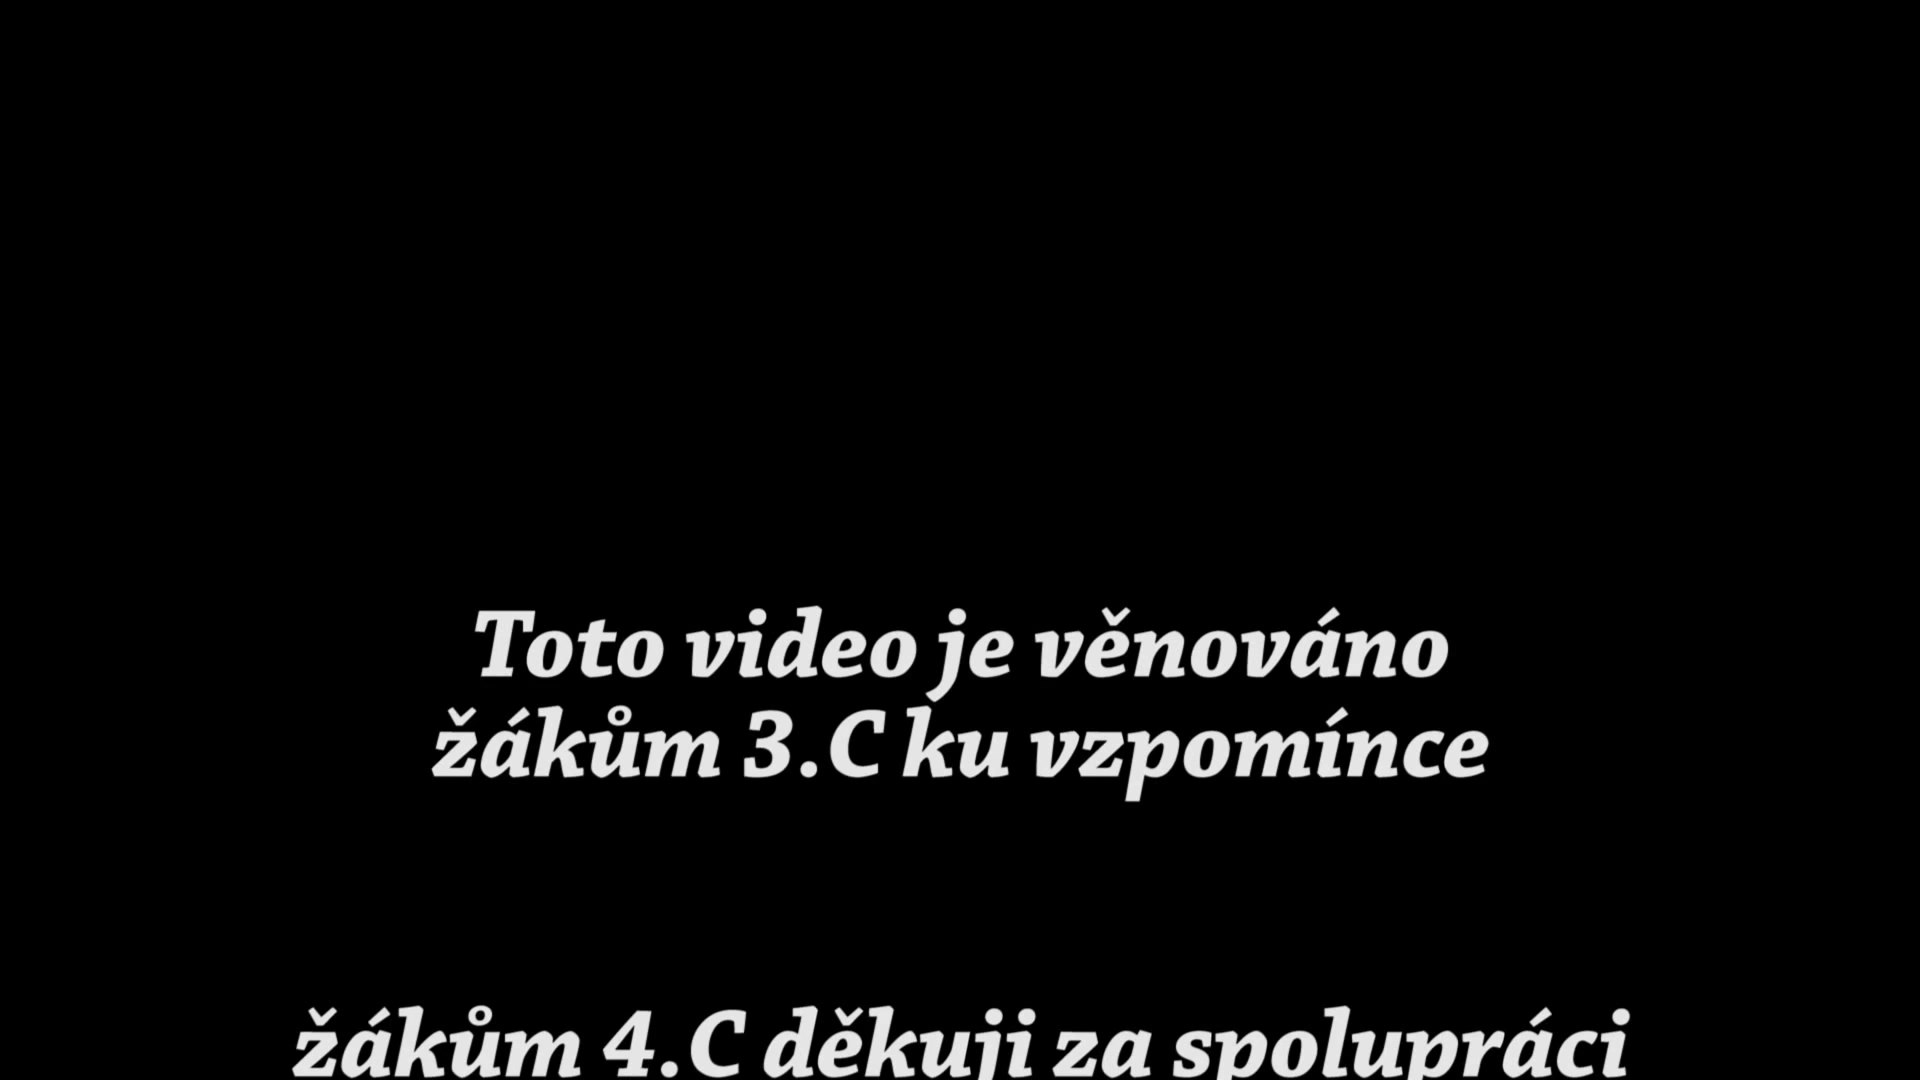 Toto video je věnováno
žákům 3.C ku vzpomínce
žákům 4.C děkuji za spolupráci